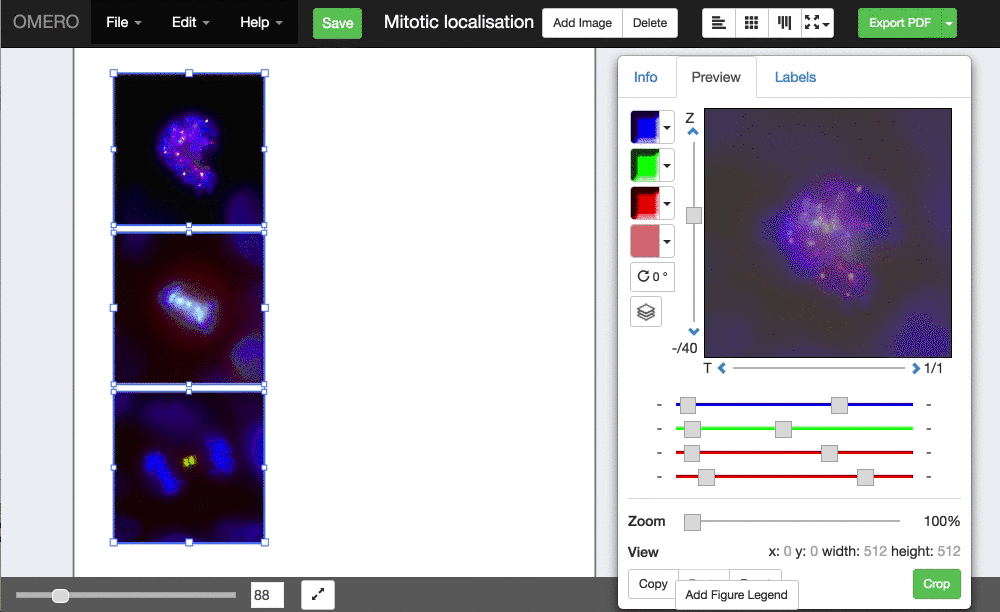 OMERO File Edit Help Save Mitotic localisation Add Image Delete Export PDF
Info Preview Labels
Z
0 °
-/40
T 1/1
- -
- -
- -
- -
Zoom 100%
View x: 0 y: 0 width: 512 height: 512
Copy Crop
Add Figure Legend
88